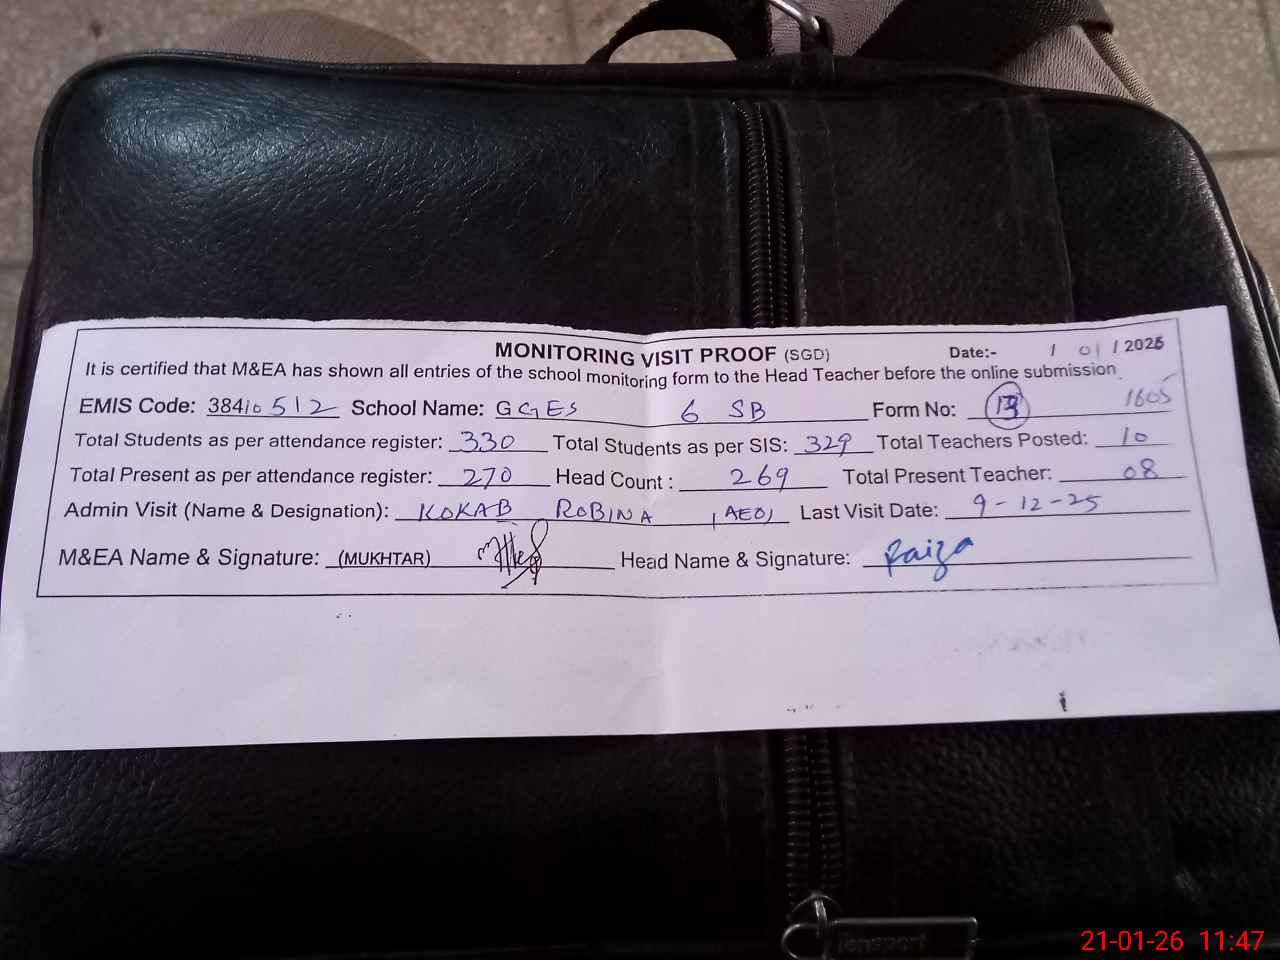 MONITORING VISIT PROOF (SGD) Date:- / 01 / 2026
It is certified that M&EA has shown all entries of the school monitoring form to the Head Teacher before the online submission.
EMIS Code: 38410512 School Name: GGES 6 SB Form No: 1605
Total Students as per attendance register: 330 Total Students as per SIS: 329 Total Teachers Posted: 10
Total Present as per attendance register: 270 Head Count : 269 Total Present Teacher: 08
Admin Visit (Name & Designation): KOKAB ROBINA (AEO) Last Visit Date: 9-12-25
M&EA Name & Signature: (MUKHTAR) Head Name & Signature: Faiza
Jensport
21-01-26 11:47